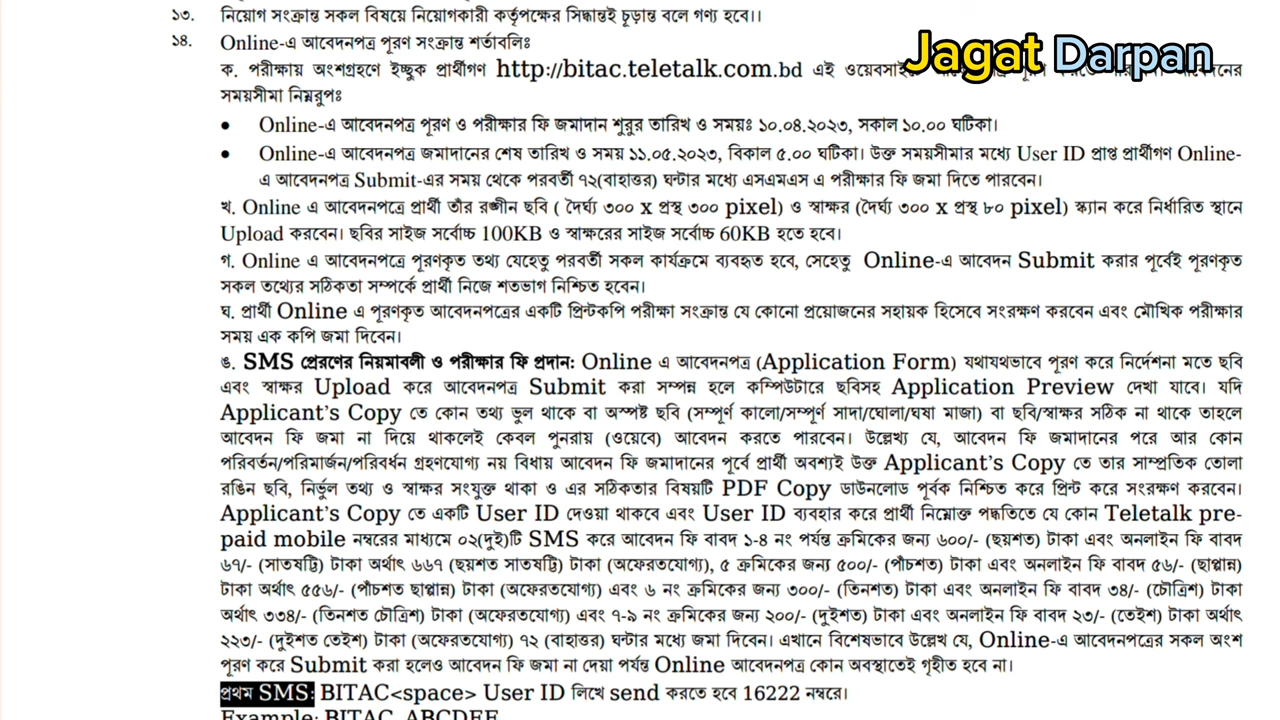 ১৩. নিয়োগ সংক্রান্ত সকল বিষয়ে নিয়োগকারী কর্তৃপক্ষের সিদ্ধান্তই চূড়ান্ত বলে গণ্য হবে।।
১৪. Online-এ আবেদনপত্র পূরণ সংক্রান্ত শর্তাবলিঃ
Jagat Darpan
ক. পরীক্ষায় অংশগ্রহণে ইচ্ছুক প্রার্থীগণ http://bitac.teletalk.com.bd এই আবেদনের
সময়সীমা নিম্নরুপঃ
• Online-এ আবেদনপত্র পূরণ ও পরীক্ষার ফি জমাদান শুরুর তারিখ ও সময়ঃ ১০.০৪.২০২৩, সকাল ১০.০০ ঘটিকা।
• Online-এ আবেদনপত্র জমাদানের শেষ তারিখ ও সময় ১১.০৫.২০২৩, বিকাল ৫.০০ ঘটিকা। উক্ত সময়সীমার মধ্যে User ID প্রাপ্ত প্রার্থীগণ Online-
এ আবেদনপত্র Submit-এর সময় থেকে পরবর্তী ৭২(বাহাত্তর) ঘন্টার মধ্যে এসএমএস এ পরীক্ষার ফি জমা দিতে পারবেন।
খ. Online এ আবেদনপত্রে প্রার্থী তাঁর রঙ্গীন ছবি ( দৈর্ঘ্য ৩০০ x প্রস্থ ৩০০ pixel) ও স্বাক্ষর (দৈর্ঘ্য ৩০০ x প্রস্থ ৮০ pixel) স্ক্যান করে নির্ধারিত স্থানে
Upload করবেন। ছবির সাইজ সর্বোচ্চ 100KB ও স্বাক্ষরের সাইজ সর্বোচ্চ 60KB হতে হবে।
গ. Online এ আবেদনপত্রে পূরণকৃত তথ্য যেহেতু পরবর্তী সকল কার্যক্রমে ব্যবহৃত হবে, সেহেতু Online-এ আবেদন Submit করার পূর্বেই পূরণকৃত
সকল তথ্যের সঠিকতা সম্পর্কে প্রার্থী নিজে শতভাগ নিশ্চিত হবেন।
ঘ. প্রার্থী Online এ পূরণকৃত আবেদনপত্রের একটি প্রিন্টকপি পরীক্ষা সংক্রান্ত যে কোনো প্রয়োজনের সহায়ক হিসেবে সংরক্ষণ করবেন এবং মৌখিক পরীক্ষার
সময় এক কপি জমা দিবেন।
ঙ. SMS প্রেরণের নিয়মাবলী ও পরীক্ষার ফি প্রদান: Online এ আবেদনপত্র (Application Form) যথাযথভাবে পূরণ করে নির্দেশনা মতে ছবি
এবং স্বাক্ষর Upload করে আবেদনপত্র Submit করা সম্পন্ন হলে কম্পিউটারে ছবিসহ Application Preview দেখা যাবে। যদি
Applicant's Copy তে কোন তথ্য ভুল থাকে বা অস্পষ্ট ছবি (সম্পূর্ণ কালো/সম্পূর্ণ সাদা/ঘোলা/ঘষা মাজা) বা ছবি/স্বাক্ষর সঠিক না থাকে তাহলে
আবেদন ফি জমা না দিয়ে থাকলেই কেবল পুনরায় (ওয়েবে) আবেদন করতে পারবেন। উল্লেখ্য যে, আবেদন ফি জমাদানের পরে আর কোন
পরিবর্তন/পরিমার্জন/পরিবর্ধন গ্রহণযোগ্য নয় বিধায় আবেদন ফি জমাদানের পূর্বে প্রার্থী অবশ্যই উক্ত Applicant's Copy তে তার সাম্প্রতিক তোলা
রঙিন ছবি, নির্ভুল তথ্য ও স্বাক্ষর সংযুক্ত থাকা ও এর সঠিকতার বিষয়টি PDF Copy ডাউনলোড পূর্বক নিশ্চিত করে প্রিন্ট করে সংরক্ষণ করবেন।
Applicant's Copy তে একটি User ID দেওয়া থাকবে এবং User ID ব্যবহার করে প্রার্থী নিম্নোক্ত পদ্ধতিতে যে কোন Teletalk pre-
paid mobile নম্বরের মাধ্যমে ০২(দুই)টি SMS করে আবেদন ফি বাবদ ১-৪ নং পর্যন্ত ক্রমিকের জন্য ৬০০/- (ছয়শত) টাকা এবং অনলাইন ফি বাবদ
৬৭/- (সাতষট্টি) টাকা অর্থাৎ ৬৬৭ (ছয়শত সাতষট্টি) টাকা (অফেরতযোগ্য), ৫ ক্রমিকের জন্য ৫০০/- (পাঁচশত) টাকা এবং অনলাইন ফি বাবদ ৫৬/- (ছাপ্পান্ন)
টাকা অর্থাৎ ৫৫৬/- (পাঁচশত ছাপ্পান্ন) টাকা (অফেরতযোগ্য) এবং ৬ নং ক্রমিকের জন্য ৩০০/- (তিনশত) টাকা এবং অনলাইন ফি বাবদ ৩৪/- (চৌত্রিশ) টাকা
অর্থাৎ ৩৩৪/- (তিনশত চৌত্রিশ) টাকা (অফেরতযোগ্য) এবং ৭-৯ নং ক্রমিকের জন্য ২০০/- (দুইশত) টাকা এবং অনলাইন ফি বাবদ ২৩/- (তেইশ) টাকা অর্থাৎ
২২৩/- (দুইশত তেইশ) টাকা (অফেরতযোগ্য) ৭২ (বাহাত্তর) ঘন্টার মধ্যে জমা দিবেন। এখানে বিশেষভাবে উল্লেখ যে, Online-এ আবেদনপত্রের সকল অংশ
পূরণ করে Submit করা হলেও আবেদন ফি জমা না দেয়া পর্যন্ত Online আবেদনপত্র কোন অবস্থাতেই গৃহীত হবে না।
প্রথম SMS: BITAC<space> User ID লিখে send করতে হবে 16222 নম্বরে।
Example: BITAC ABCDEF